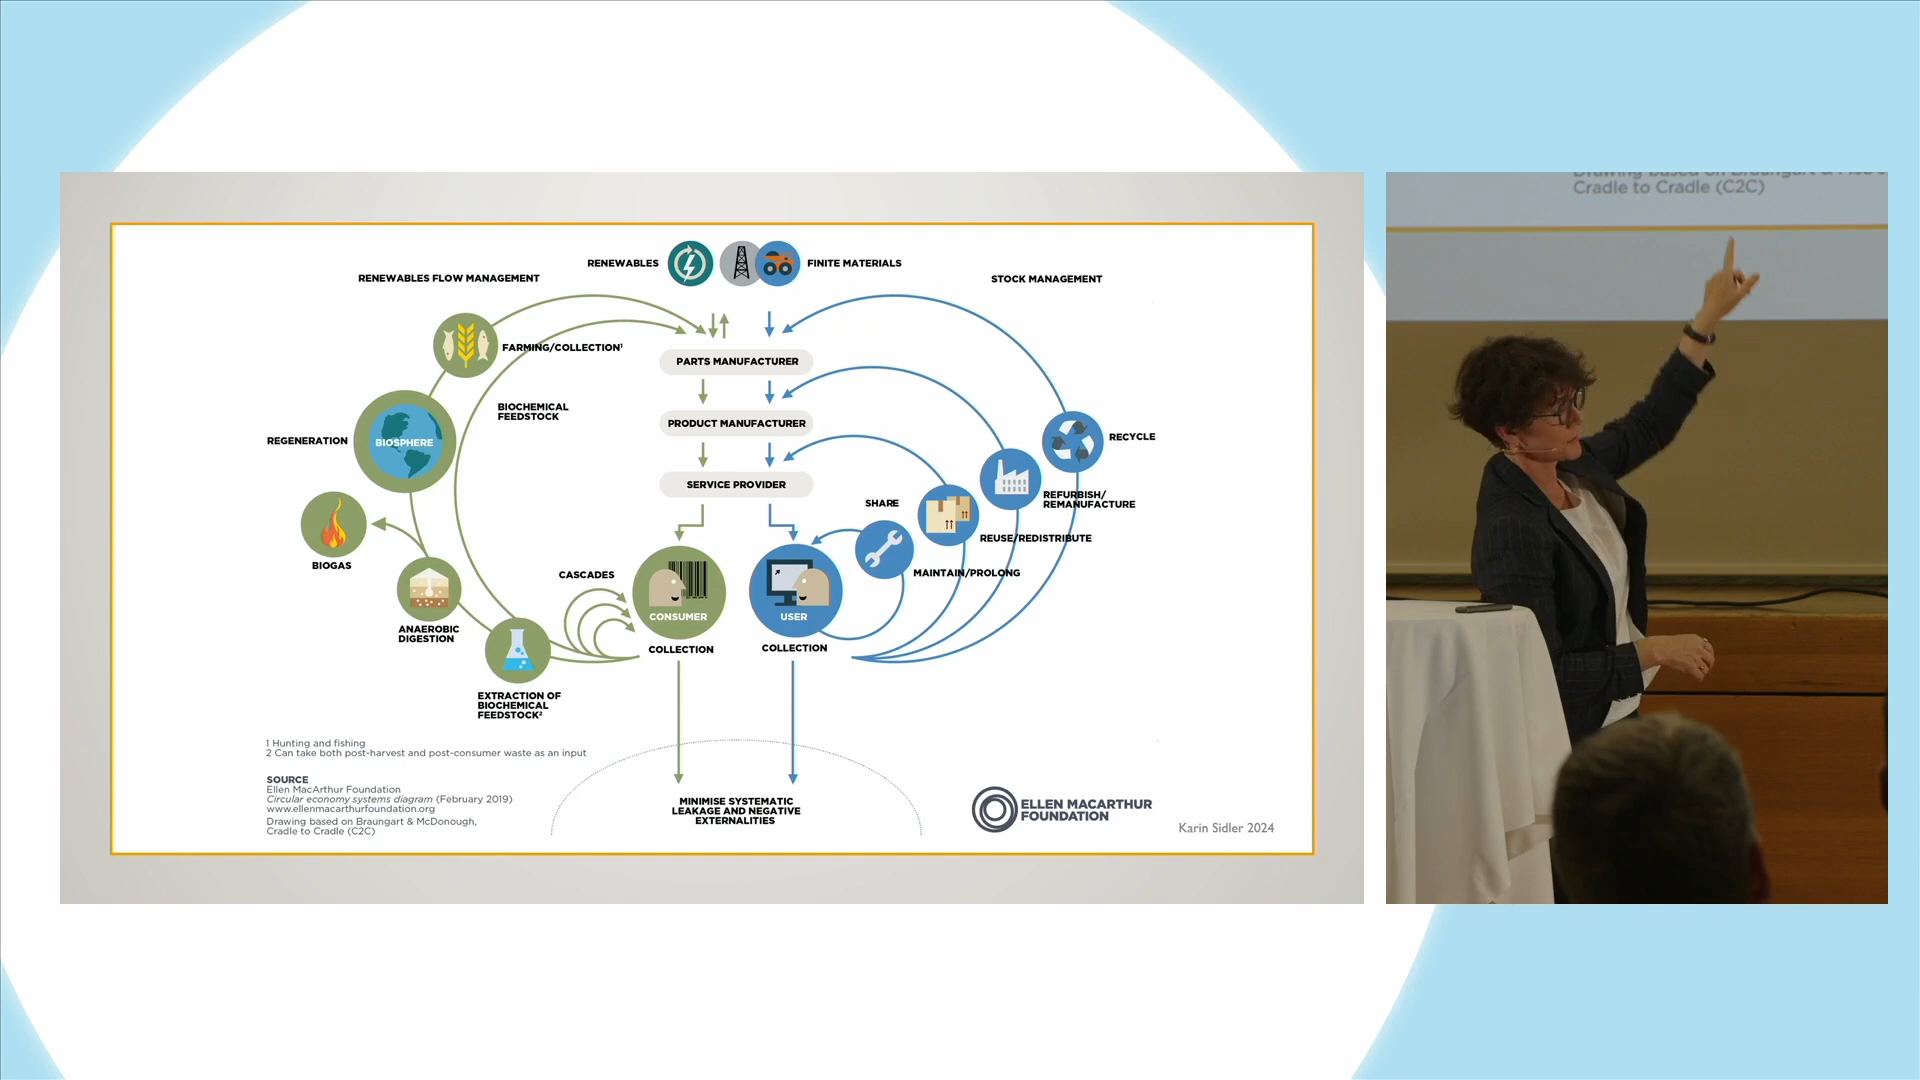 RENEWABLES
FINITE MATERIALS
RENEWABLES FLOW MANAGEMENT
STOCK MANAGEMENT
FARMING/COLLECTION¹
PARTS MANUFACTURER
BIOCHEMICAL
FEEDSTOCK
PRODUCT MANUFACTURER
REGENERATION
BIOSPHERE
RECYCLE
SERVICE PROVIDER
SHARE
REFURBISH/
REMANUFACTURE
REUSE/REDISTRIBUTE
BIOGAS
CASCADES
MAINTAIN/PROLONG
CONSUMER
USER
ANAEROBIC
DIGESTION
COLLECTION
COLLECTION
EXTRACTION OF
BIOCHEMICAL
FEEDSTOCK²
1 Hunting and fishing
2 Can take both post-harvest and post-consumer waste as an input
SOURCE
Ellen MacArthur Foundation
Circular economy systems diagram (February 2019)
www.ellenmacarthurfoundation.org
Drawing based on Braungart & McDonough,
Cradle to Cradle (C2C)
MINIMISE SYSTEMATIC
LEAKAGE AND NEGATIVE
EXTERNALITIES
ELLEN MACARTHUR
FOUNDATION
Karin Sidler 2024
Drawing based on Braungart &
Cradle to Cradle (C2C)